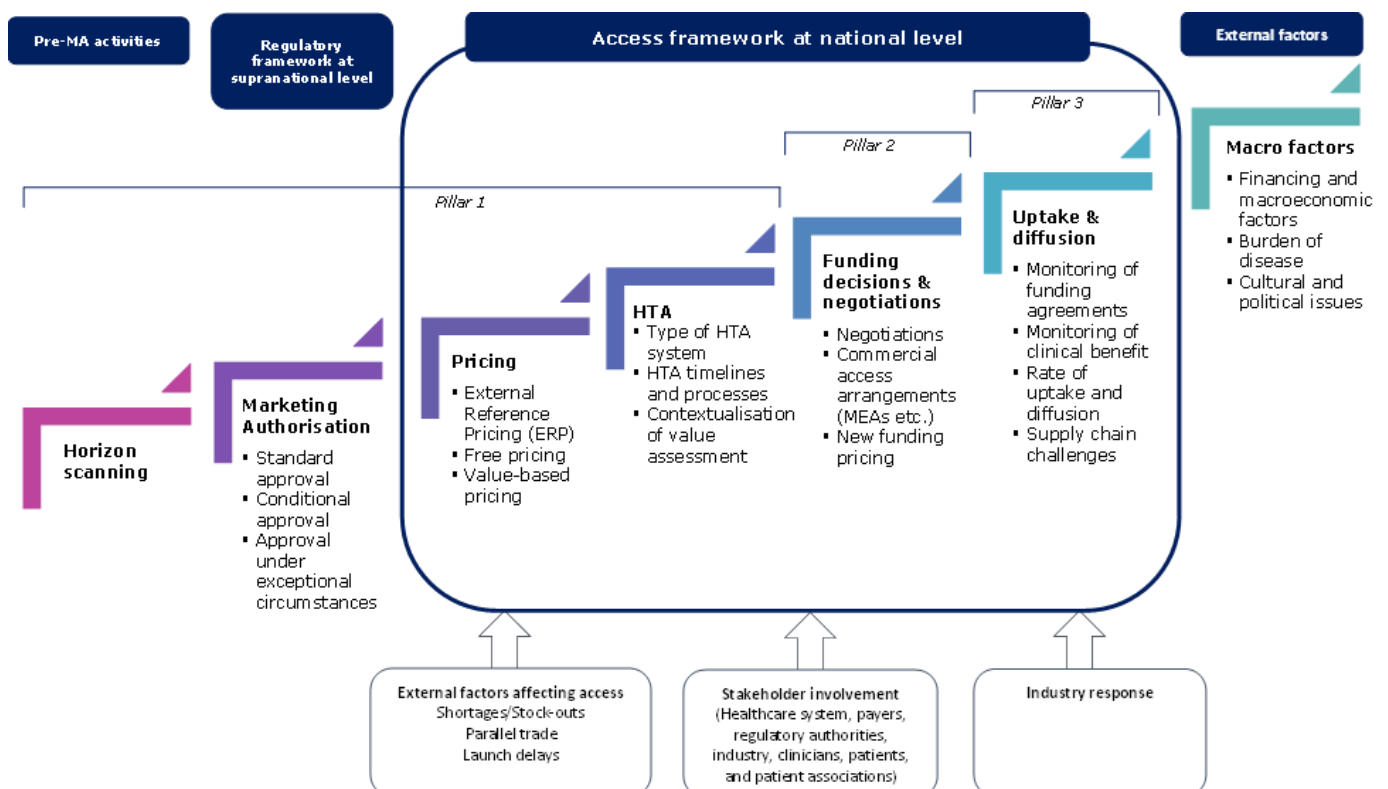 Pre-MA activities
Regulatory
framework at
supranational level
Access framework at national level
External factors
Pillar 1
Pillar 2
Pillar 3
Horizon
scanning
Marketing
Authorisation
▪ Standard
approval
▪ Conditional
approval
▪ Approval
under
exceptional
circumstances
Pricing
▪ External
Reference
Pricing (ERP)
▪ Free pricing
▪ Value-based
pricing
HTA
▪ Type of HTA
system
▪ HTA timelines
and processes
▪ Contextualisation
of value
assessment
Funding
decisions &
negotiations
▪ Negotiations
▪ Commercial
access
arrangements
(MEAs etc.)
▪ New funding
pricing
Uptake &
diffusion
▪ Monitoring of
funding
agreements
▪ Monitoring of
clinical benefit
▪ Rate of
uptake and
diffusion
▪ Supply chain
challenges
Macro factors
▪ Financing and
macroeconomic
factors
▪ Burden of
disease
▪ Cultural and
political issues
External factors affecting access
Shortages/Stock-outs
Parallel trade
Launch delays
Stakeholder involvement
(Healthcare system, payers,
regulatory authorities,
industry, clinicians, patients,
and patient associations)
Industry response